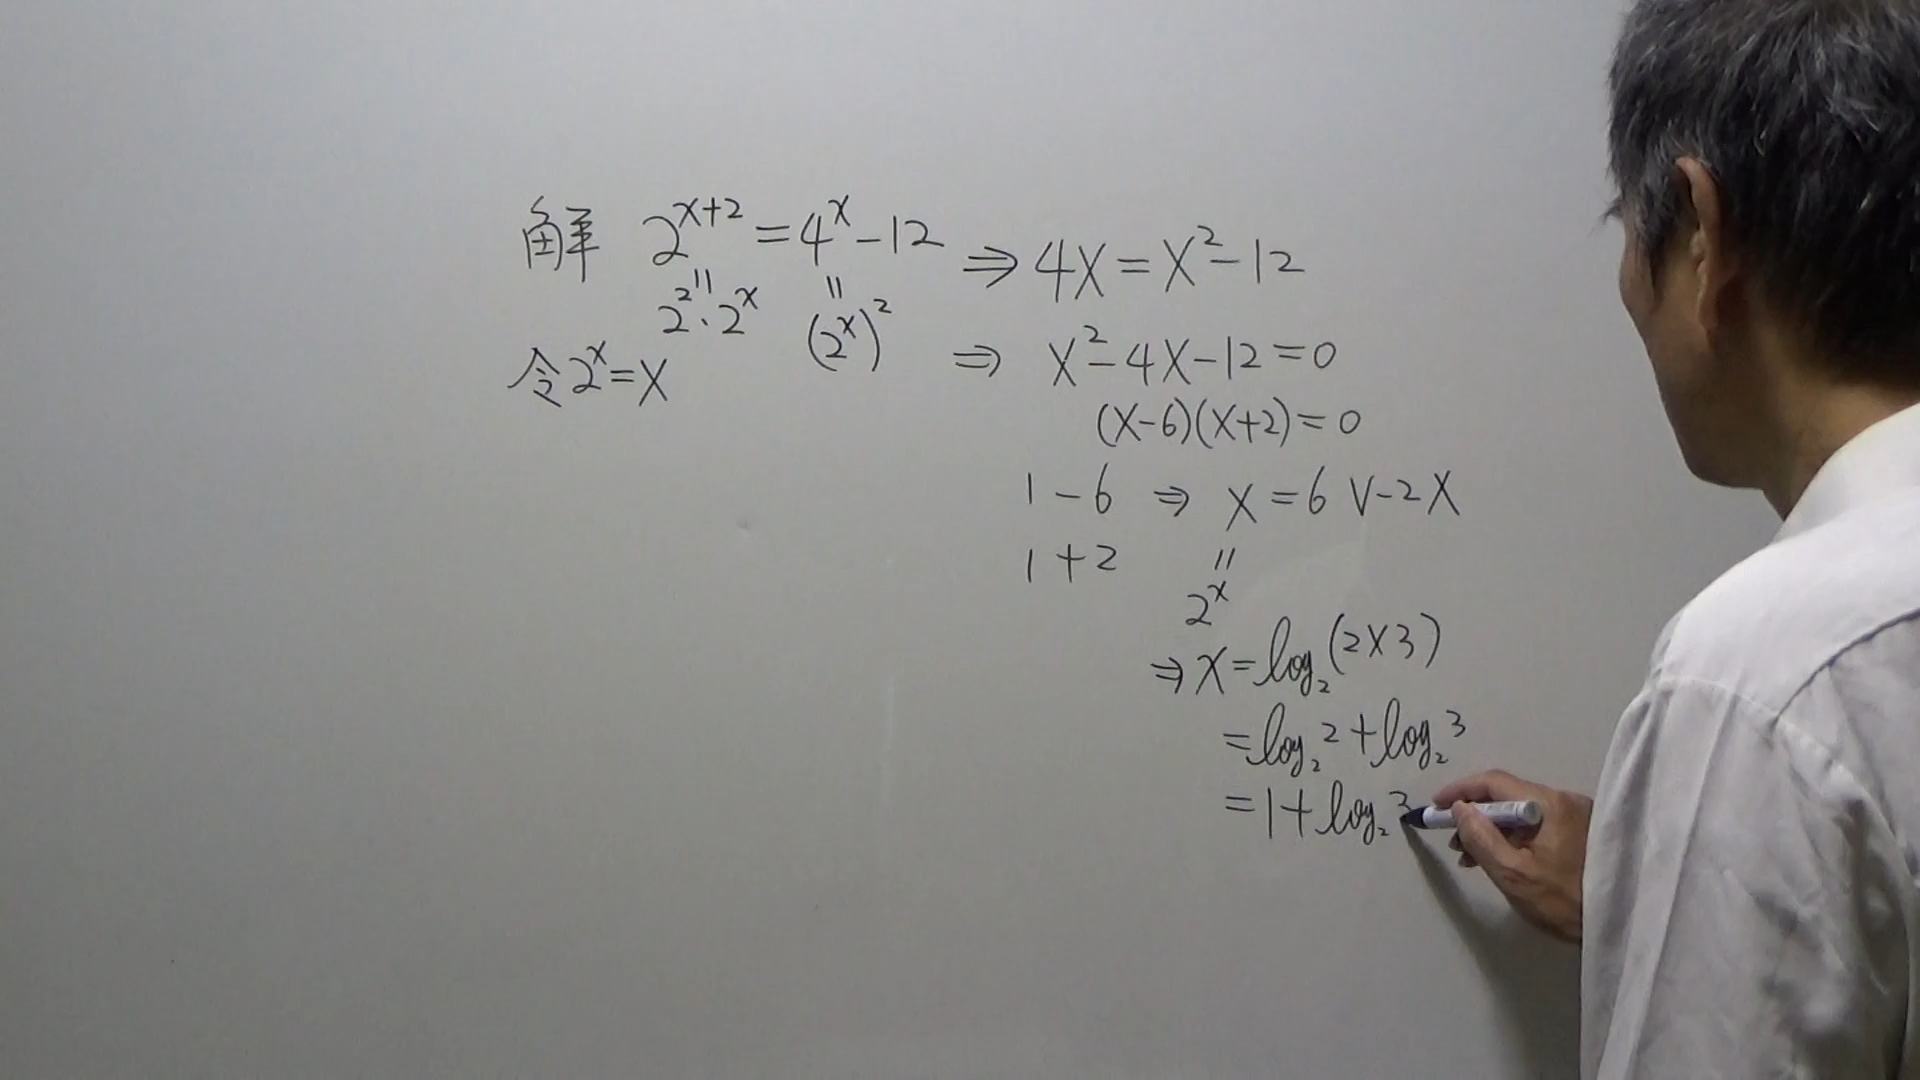 解 2^{x+2} = 4^x - 12 ⇒ 4X = X² - 12
= =
2² · 2^x (2^x)²
令 2^x = X
⇒ X² - 4X - 12 = 0
(X - 6)(X + 2) = 0
1 - 6 ⇒ X = 6 ∨ -2 X
1 + 2 =
2^x
⇒ x = log₂(2×3)
= log₂2 + log₂3
= 1 + log₂3